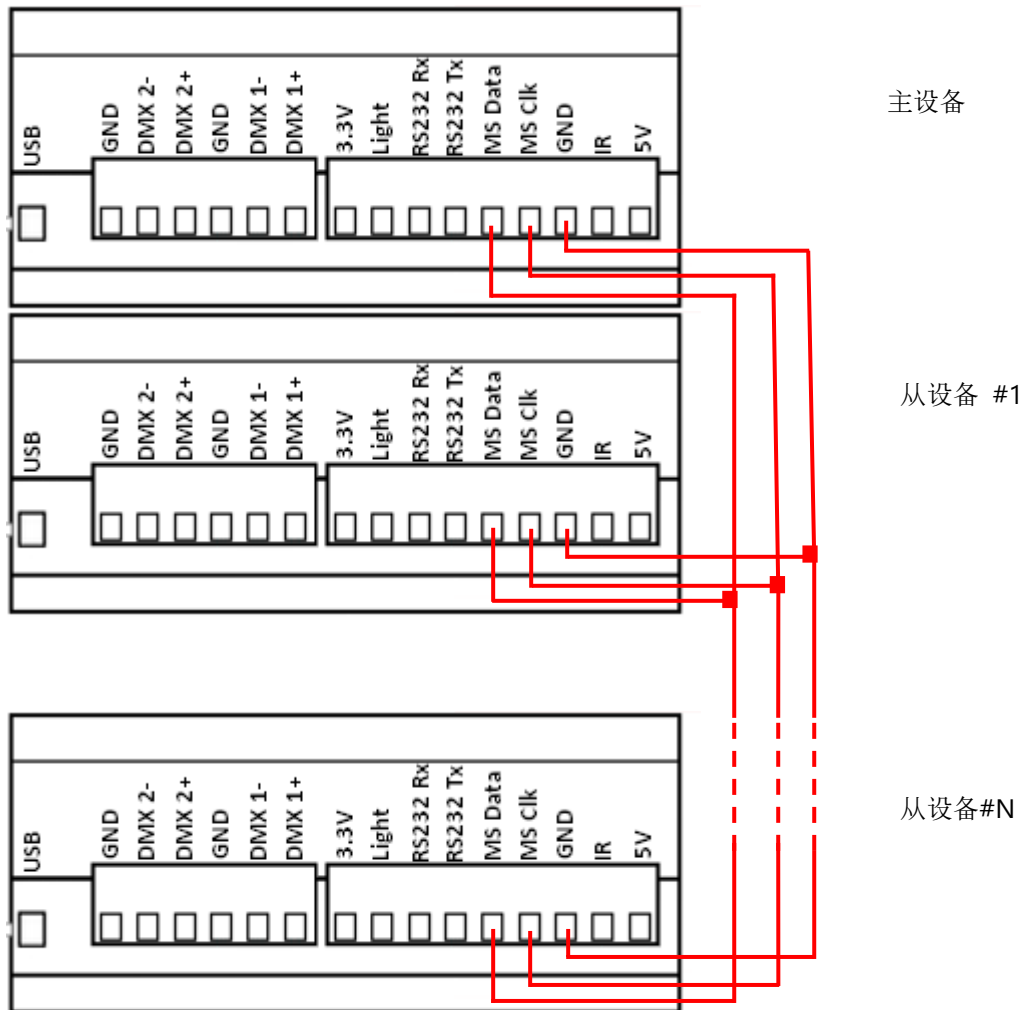 主设备
USB
GND
DMX 2-
DMX 2+
GND
DMX 1-
DMX 1+
3.3V
Light
RS232 Rx
RS232 Tx
MS Data
MS Clk
GND
IR
5V
从设备 #1
USB
GND
DMX 2-
DMX 2+
GND
DMX 1-
DMX 1+
3.3V
Light
RS232 Rx
RS232 Tx
MS Data
MS Clk
GND
IR
5V
从设备#N
USB
GND
DMX 2-
DMX 2+
GND
DMX 1-
DMX 1+
3.3V
Light
RS232 Rx
RS232 Tx
MS Data
MS Clk
GND
IR
5V